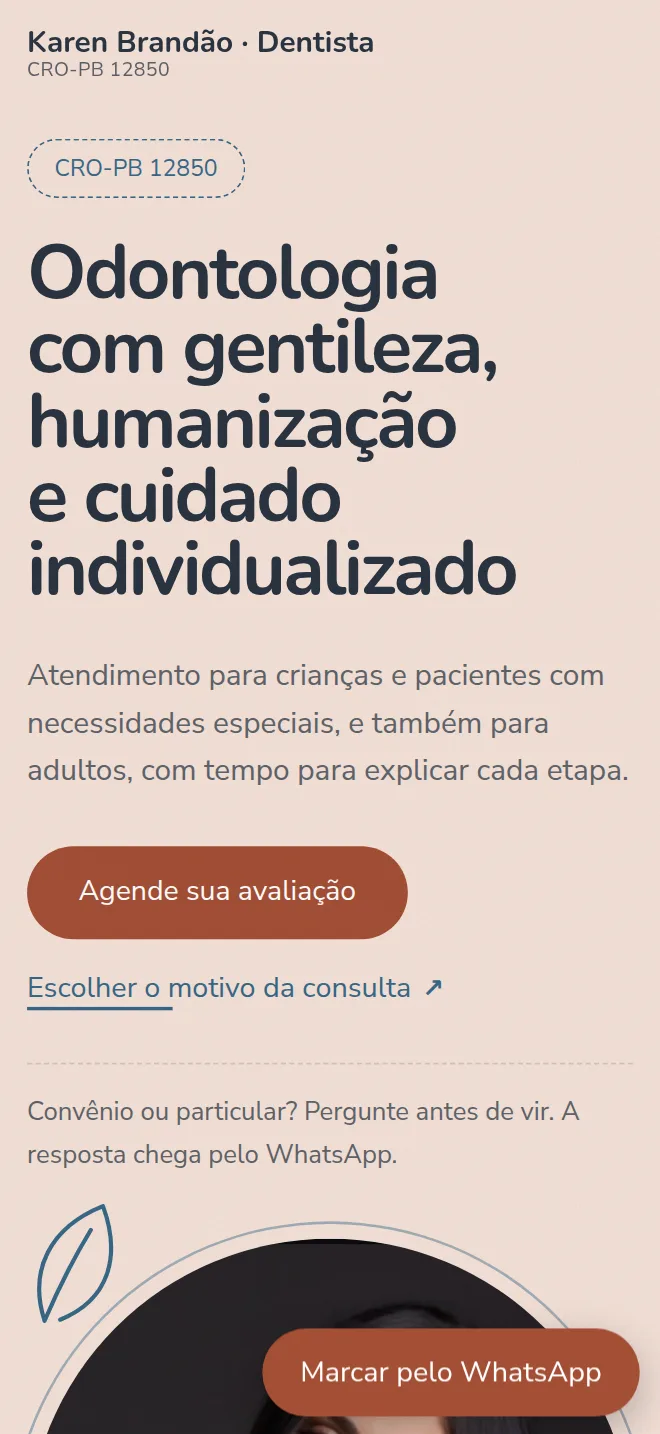 Karen Brandão · Dentista
CRO-PB 12850
CRO-PB 12850
Odontologia
com gentileza,
humanização
e cuidado
individualizado
Atendimento para crianças e pacientes com
necessidades especiais, e também para
adultos, com tempo para explicar cada etapa.
Agende sua avaliação
Escolher o motivo da consulta ↗
Convênio ou particular? Pergunte antes de vir. A
resposta chega pelo WhatsApp.
Marcar pelo WhatsApp